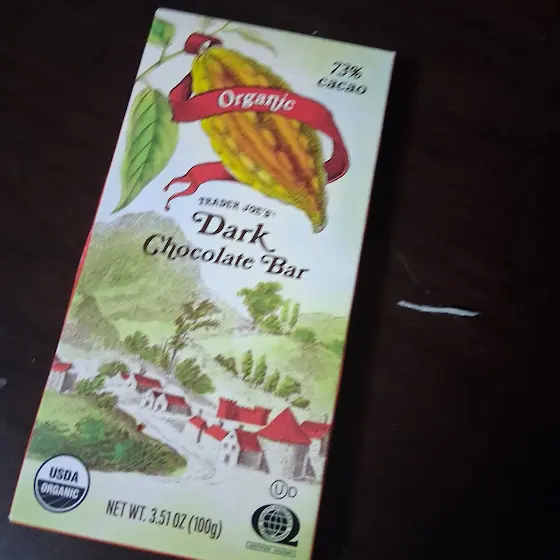 73%
cacao
Organic
TRADER JOE'S®
Dark
Chocolate Bar
USDA
ORGANIC
NET WT. 3.51 OZ (100g)
U D